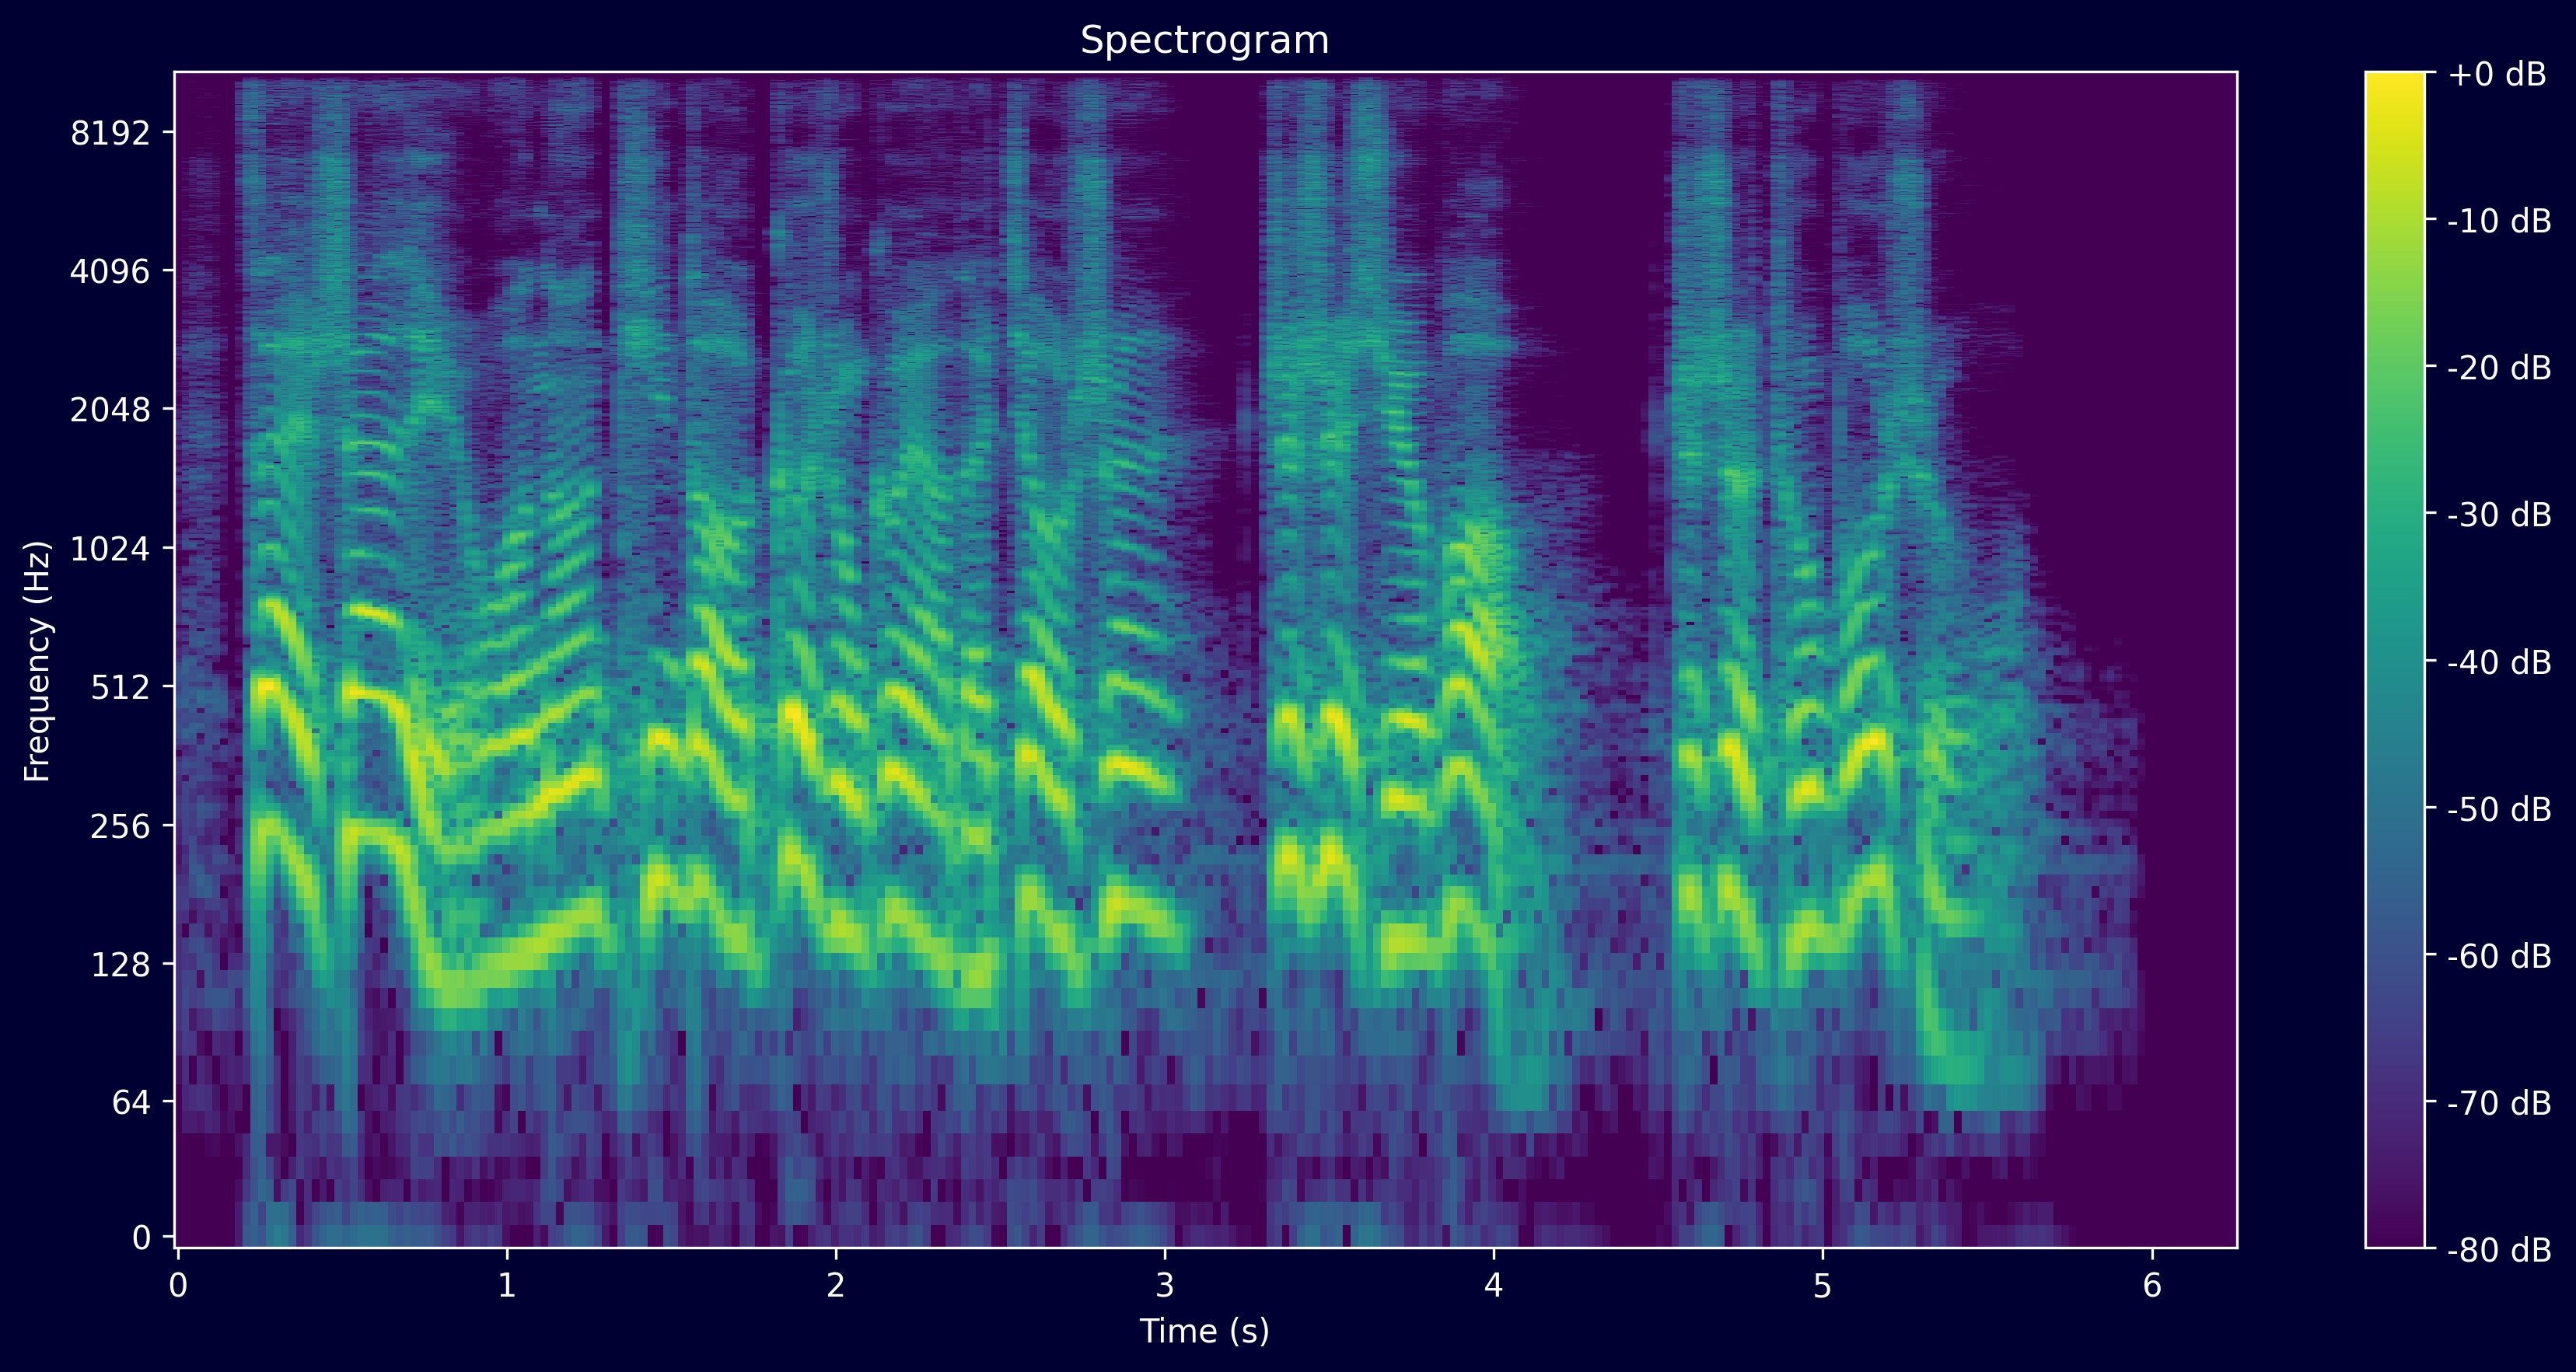 Spectrogram
+0 dB
8192
-10 dB
4096
-20 dB
2048
-30 dB
1024
Frequency (Hz)
-40 dB
512
-50 dB
256
-60 dB
128
-70 dB
64
0
-80 dB
0 1 2 3 4 5 6
Time (s)